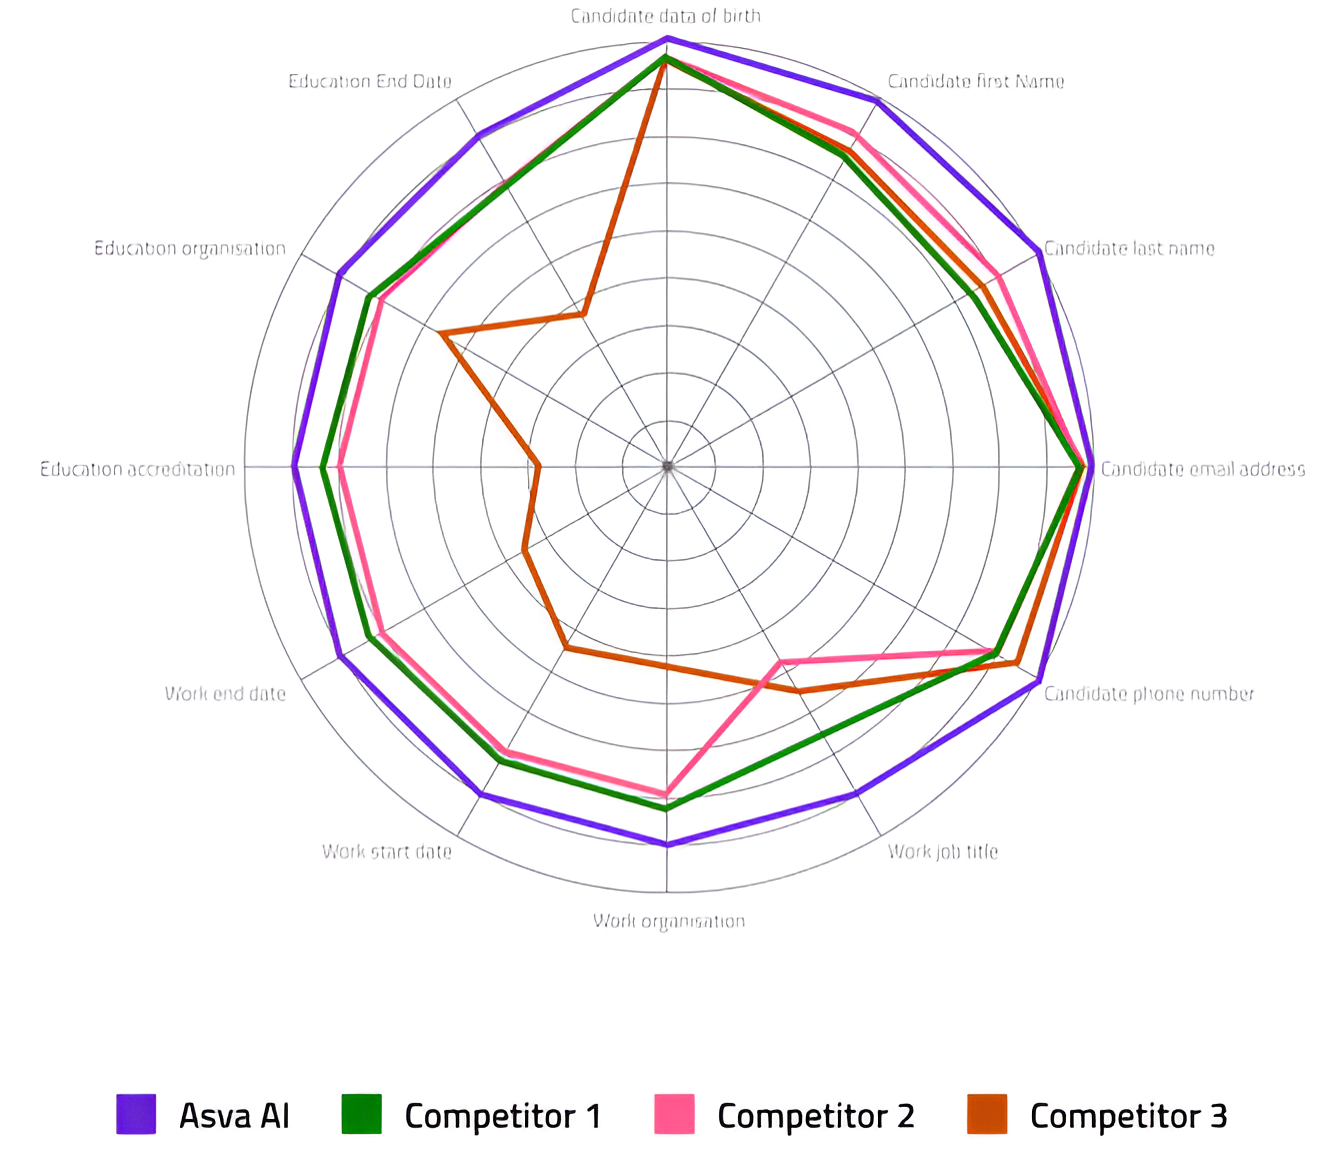 Candidate data of birth
Education End Date
Candidate first Name
Education organisation
Candidate last name
Education accreditation
Candidate email address
Work end date
Candidate phone number
Work start date
Work job title
Work organisation
Asva AI
Competitor 1
Competitor 2
Competitor 3